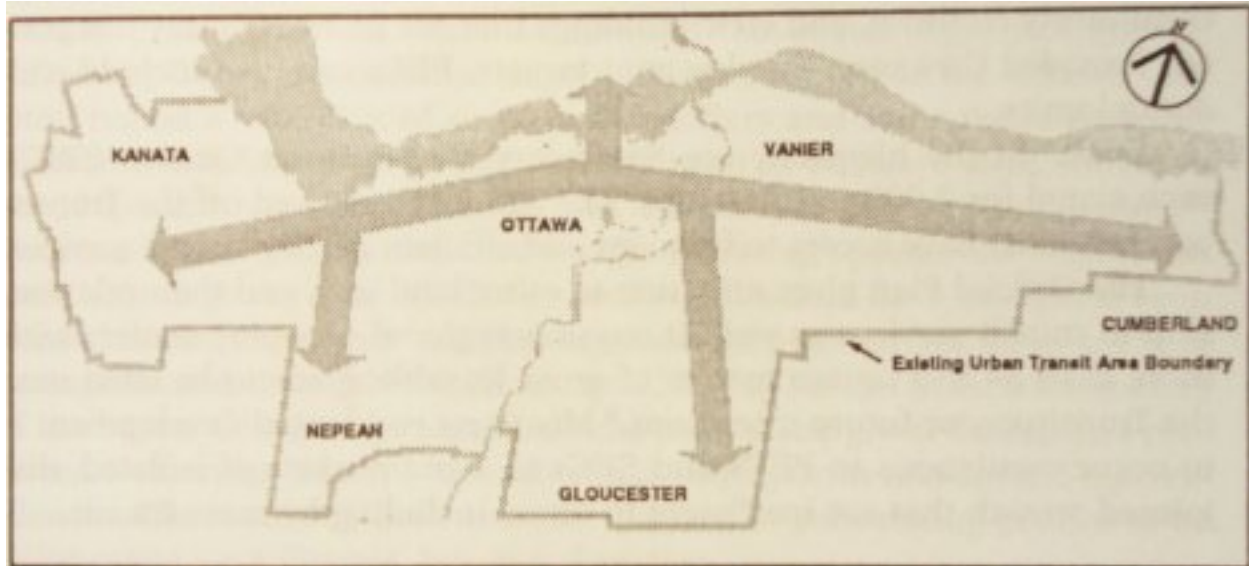 N
KANATA
VANIER
OTTAWA
CUMBERLAND
Existing Urban Transit Area Boundary
NEPEAN
GLOUCESTER